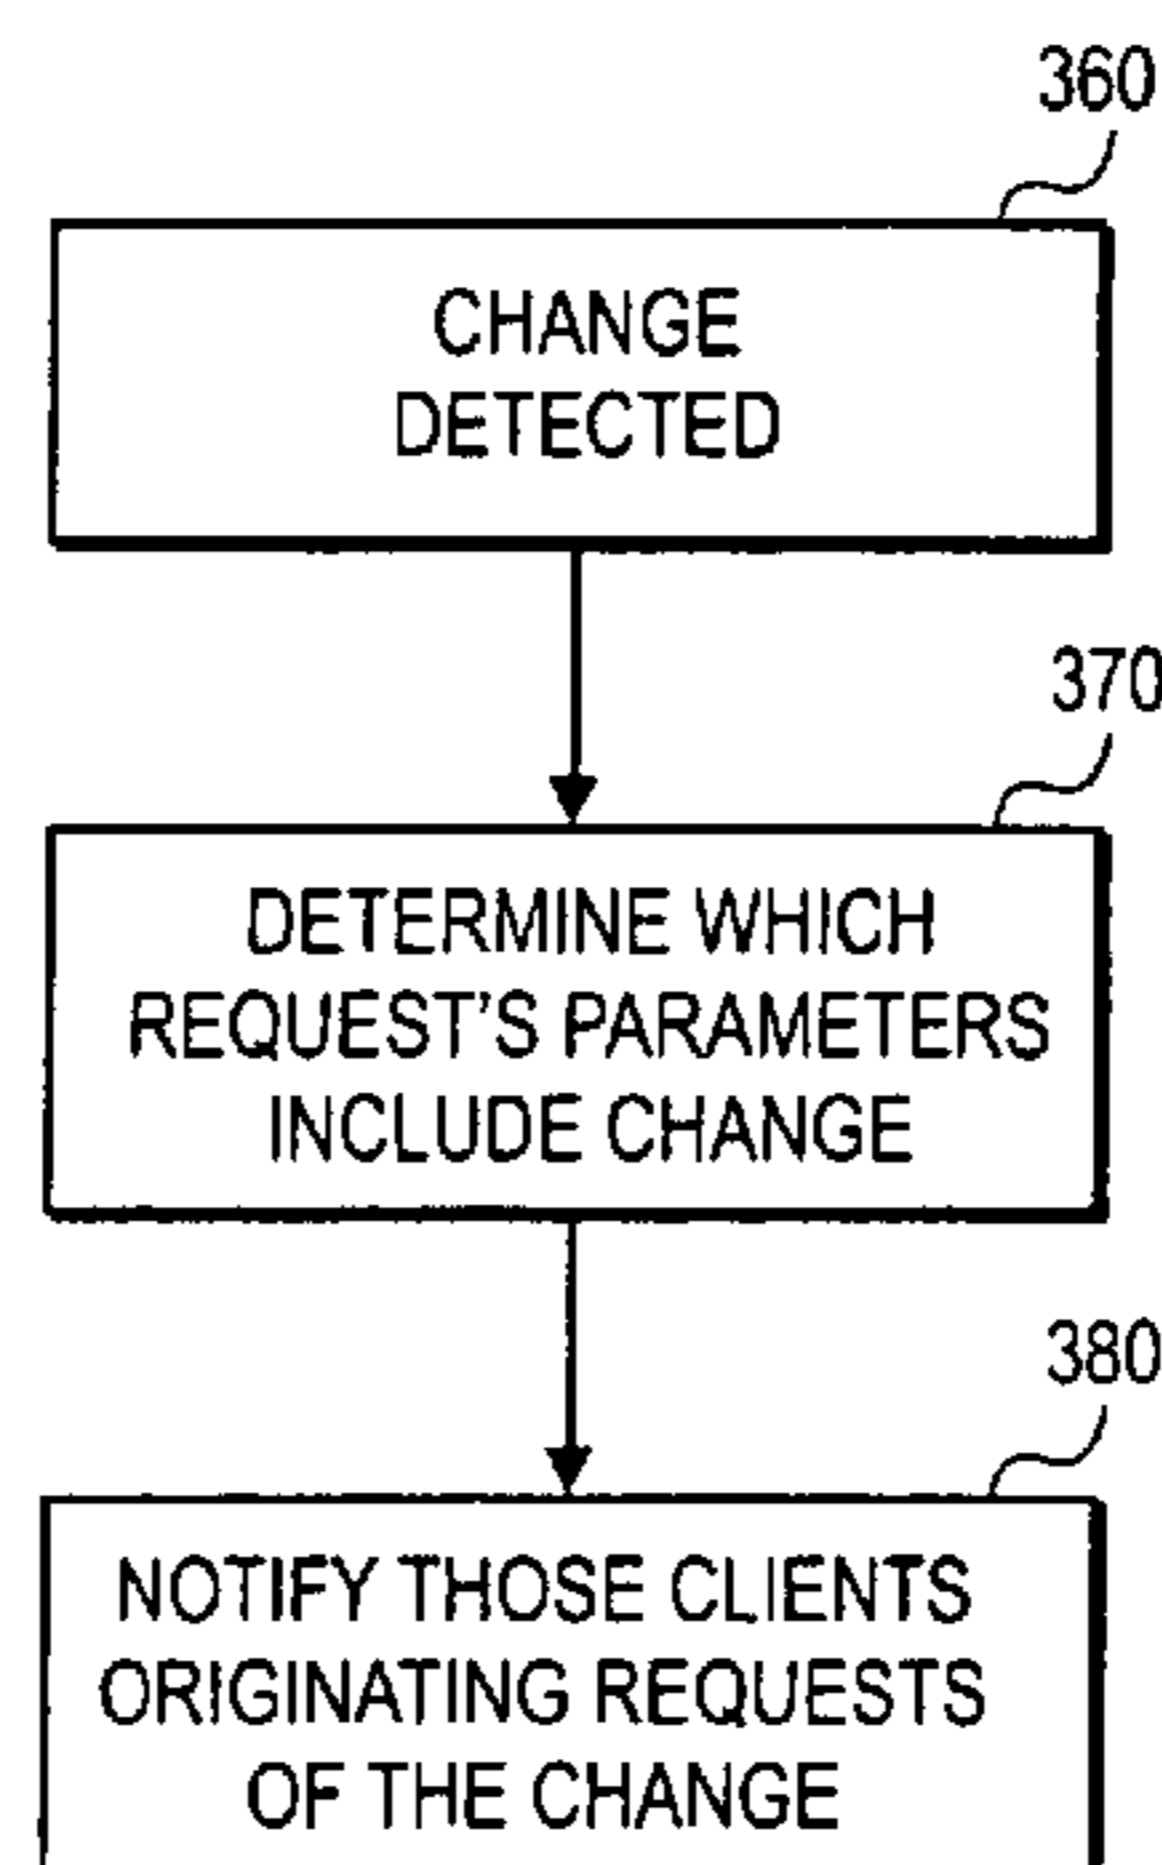 360
CHANGE
DETECTED
370
DETERMINE WHICH
REQUEST'S PARAMETERS
INCLUDE CHANGE
380
NOTIFY THOSE CLIENTS
ORIGINATING REQUESTS
OF THE CHANGE